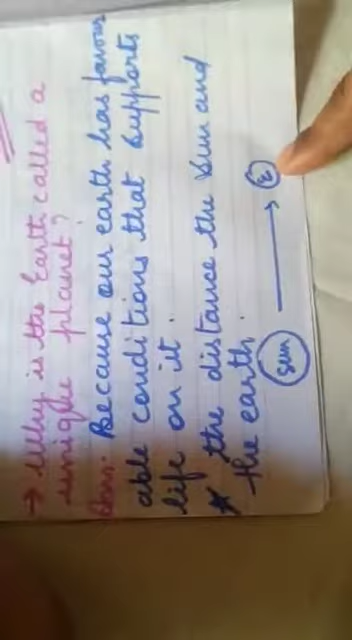 → Why is the Earth called a
unique planet?
Ans: Because our earth has favour
able conditions that supports
life on it.
* the distance the sun and
the earth.
Sun → E